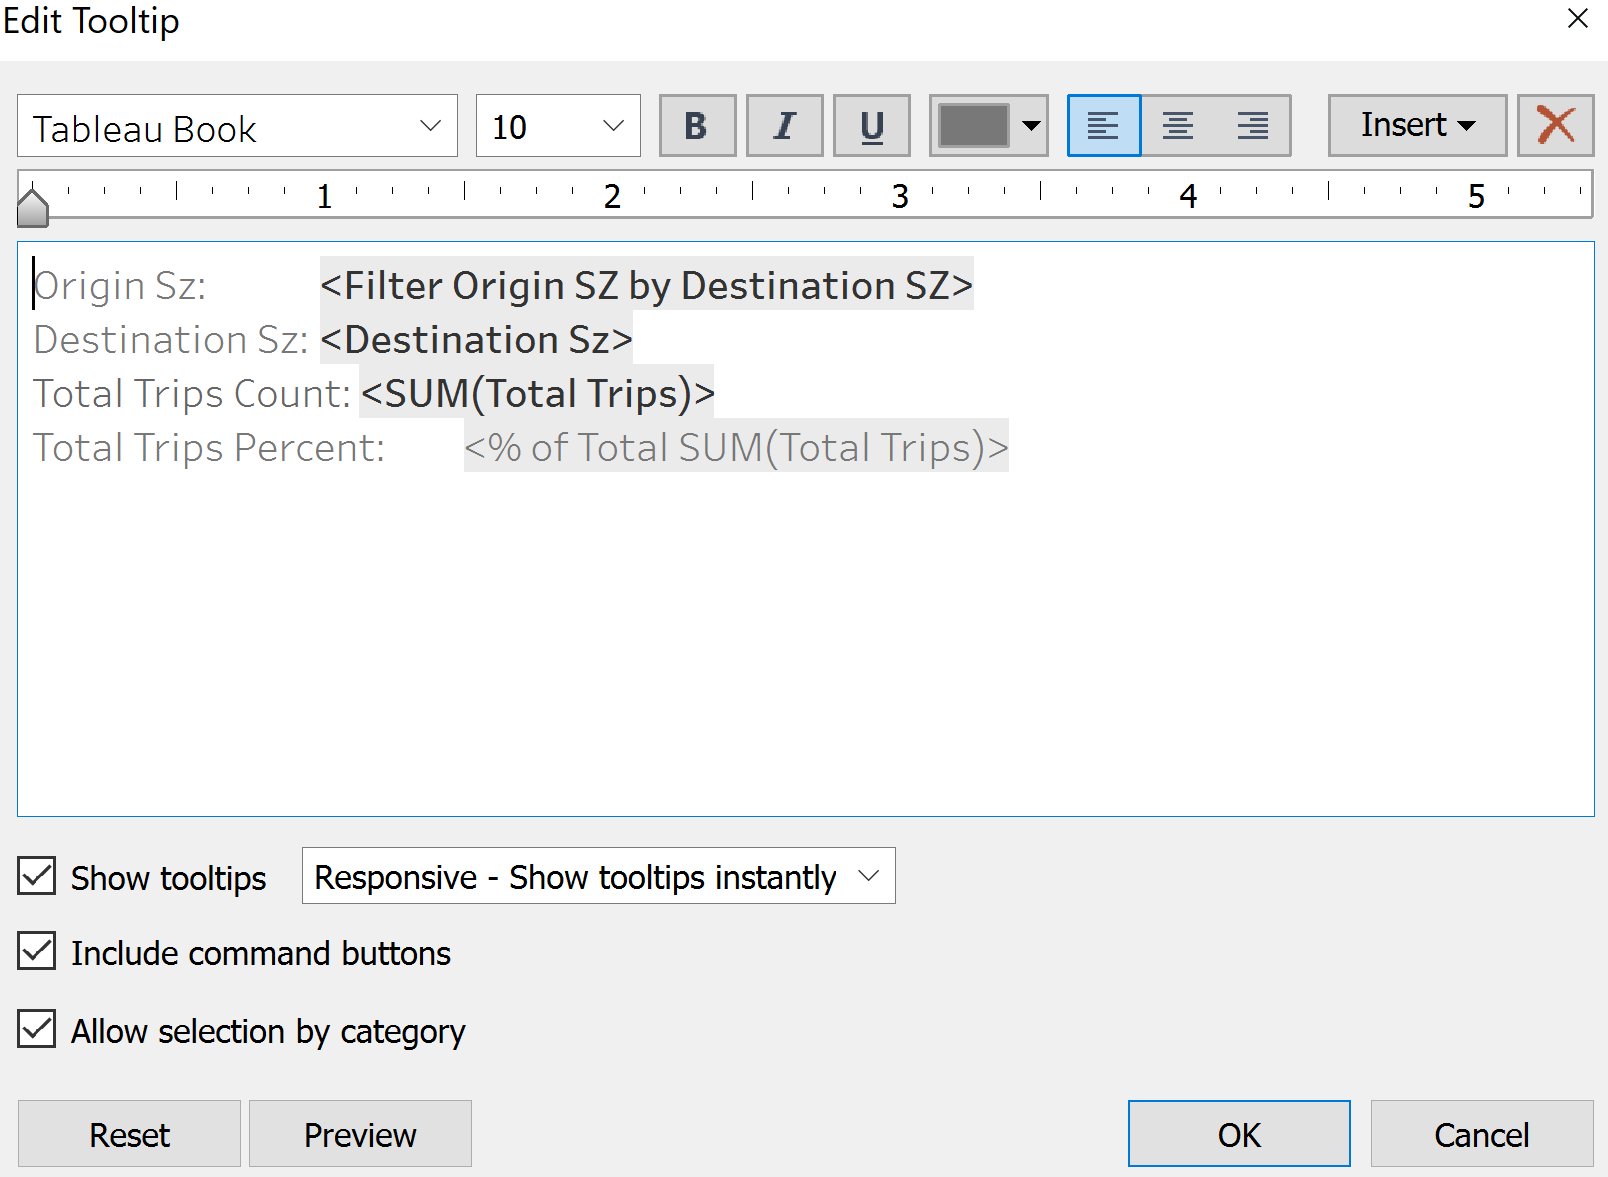 Edit Tooltip
Tableau Book 10 B I U Insert
1 2 3 4 5
Origin Sz: <Filter Origin SZ by Destination SZ>
Destination Sz: <Destination Sz>
Total Trips Count: <SUM(Total Trips)>
Total Trips Percent: <% of Total SUM(Total Trips)>
Show tooltips Responsive - Show tooltips instantly
Include command buttons
Allow selection by category
Reset Preview OK Cancel